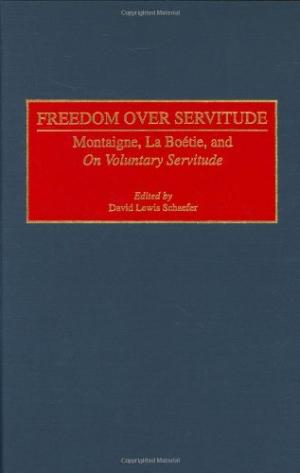 FREEDOM OVER SERVITUDE
Montaigne, La Boétie, and
On Voluntary Servitude
Edited by
David Lewis Schaefer